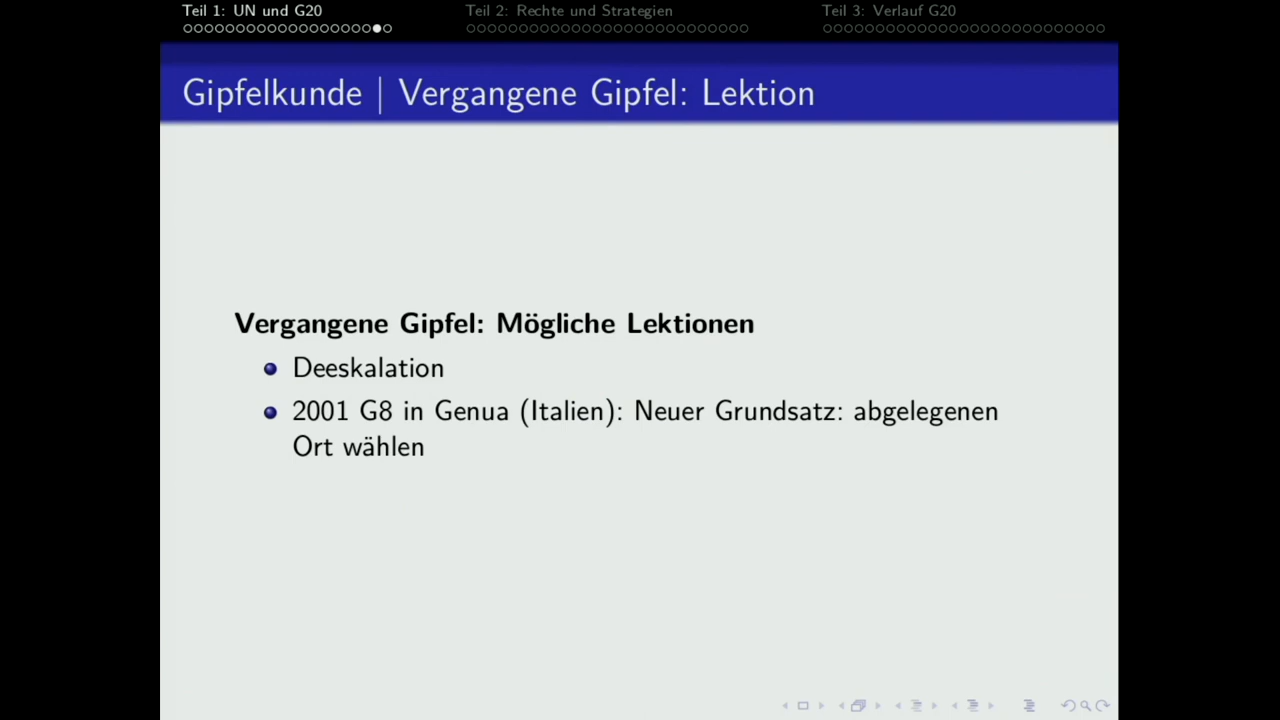 Teil 1: UN und G20
Teil 2: Rechte und Strategien
Teil 3: Verlauf G20
Gipfelkunde | Vergangene Gipfel: Lektion
Vergangene Gipfel: Mögliche Lektionen
Deeskalation
2001 G8 in Genua (Italien): Neuer Grundsatz: abgelegenen
Ort wählen